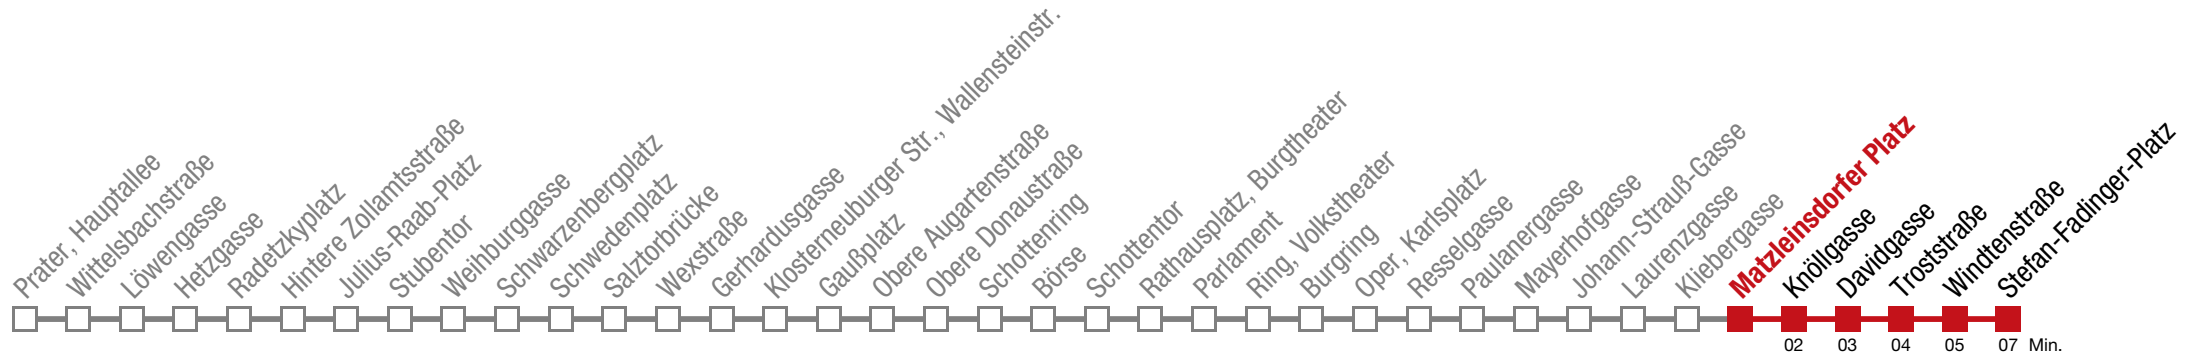 Prater, Hauptallee
Wittelsbachstraße
Löwengasse
Hetzgasse
Radetzkyplatz
Hintere Zollamtsstraße
Julius-Raab-Platz
Stubentor
Weihburggasse
Schwarzenbergplatz
Schwedenplatz
Salztorbrücke
Wexstraße
Gerhardusgasse
Klosterneuburger Str., Wallensteinstr.
Gaußplatz
Obere Augartenstraße
Obere Donaustraße
Schottenring
Börse
Schottentor
Rathausplatz, Burgtheater
Parlament
Ring, Volkstheater
Burgring
Oper, Karlsplatz
Resselgasse
Paulanergasse
Mayerhofgasse
Johann-Strauß-Gasse
Laurenzgasse
Kliebergasse
Matzleinsdorfer Platz
Knöllgasse
Davidgasse
Troststraße
Windtenstraße
Stefan-Fadinger-Platz
02 03 04 05 07 Min.